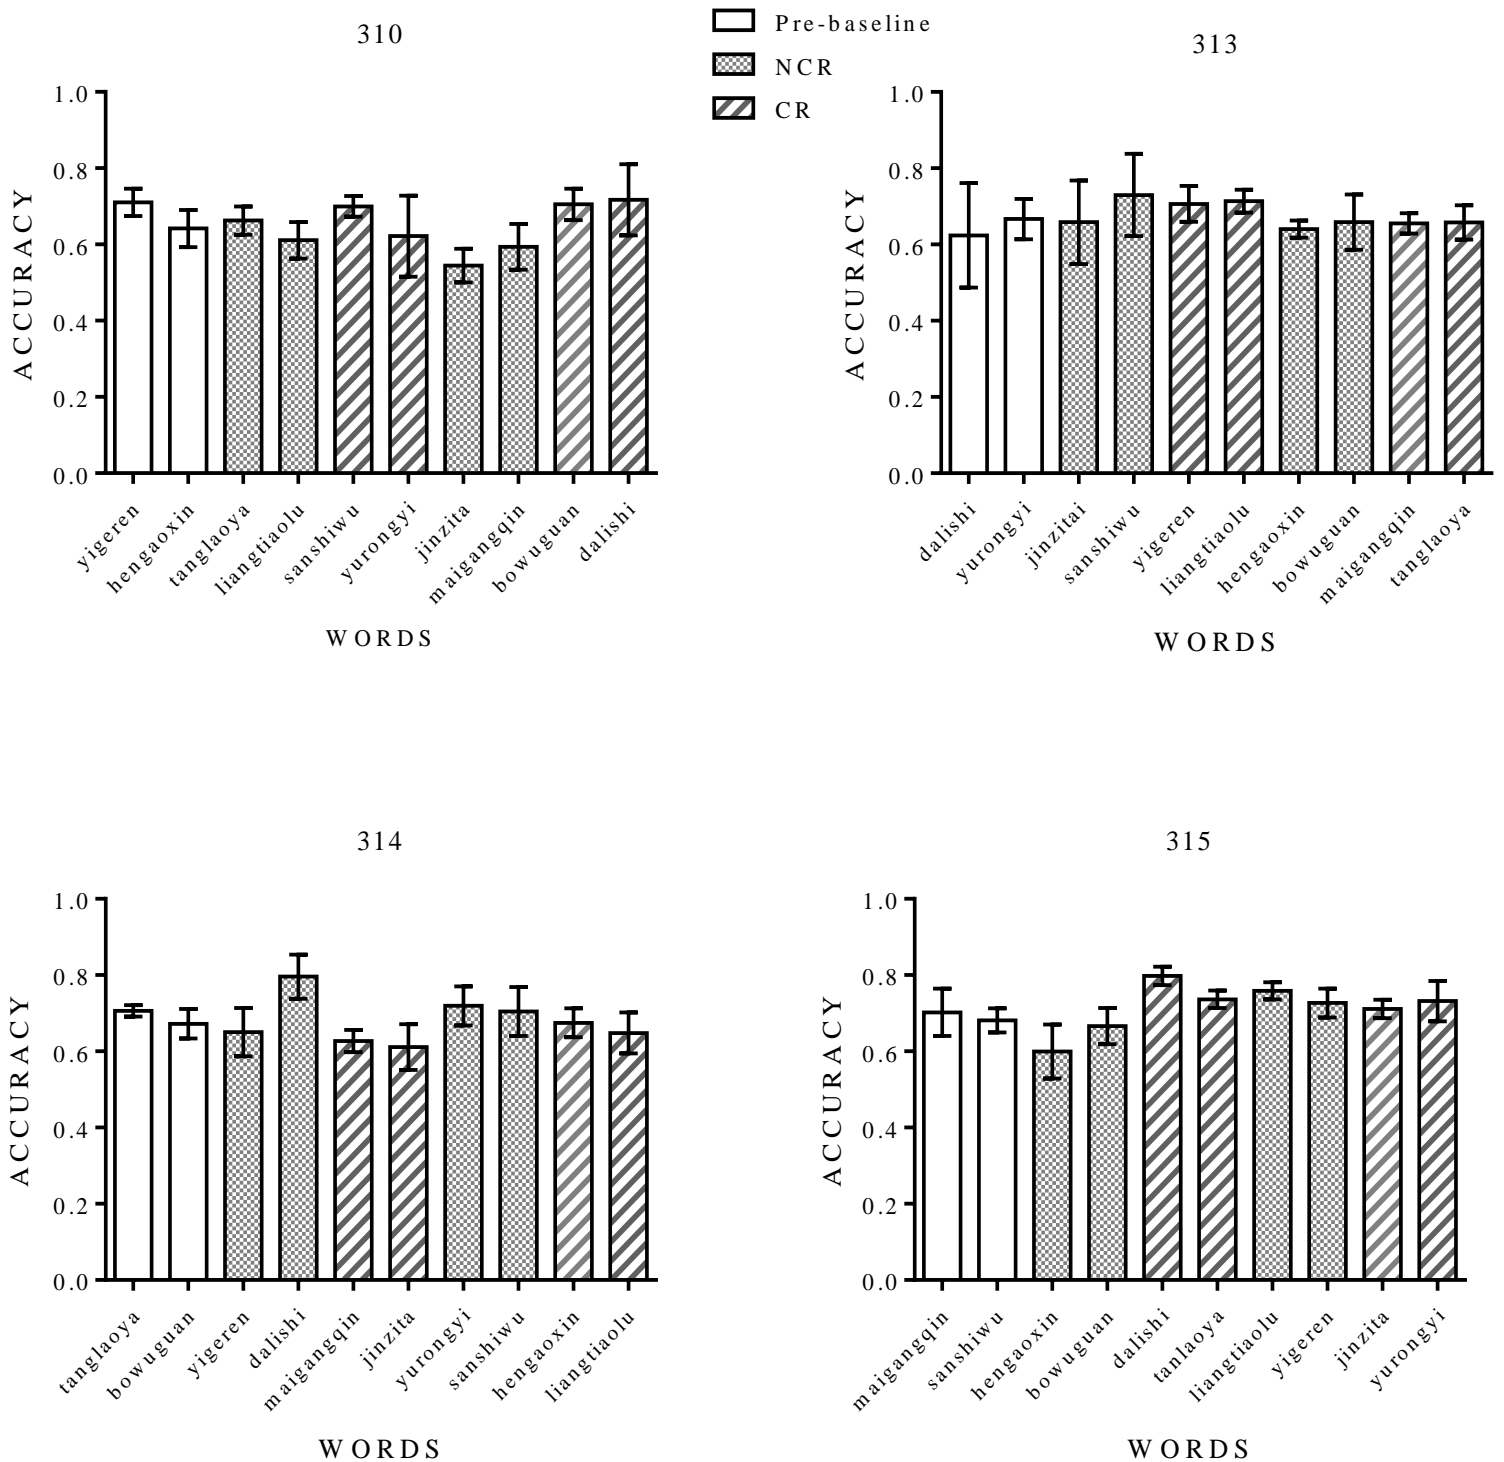 310
Pre-baseline
NCR
CR
313
1.0
0.8
0.6
0.4
0.2
0.0
ACCURACY
yigeren
hengaoxin
tanglaoya
liangtiaolu
sanshiwu
yurongyi
jinzita
maigangqin
bowuguan
dalishi
WORDS
1.0
0.8
0.6
0.4
0.2
0.0
ACCURACY
dalishi
yurongyi
jinzitai
sanshiwu
yigeren
liangtiaolu
hengaoxin
bowuguan
maigangqin
tanglaoya
WORDS
314
1.0
0.8
0.6
0.4
0.2
0.0
ACCURACY
tanglaoya
bowuguan
yigeren
dalishi
maigangqin
jinzita
yurongyi
sanshiwu
hengaoxin
liangtiaolu
WORDS
315
1.0
0.8
0.6
0.4
0.2
0.0
ACCURACY
maiganqin
sanshiwu
hengaoxin
bowuguan
dalishi
tanlaoya
liangtiaolu
yigeren
jinzita
yurongyi
WORDS